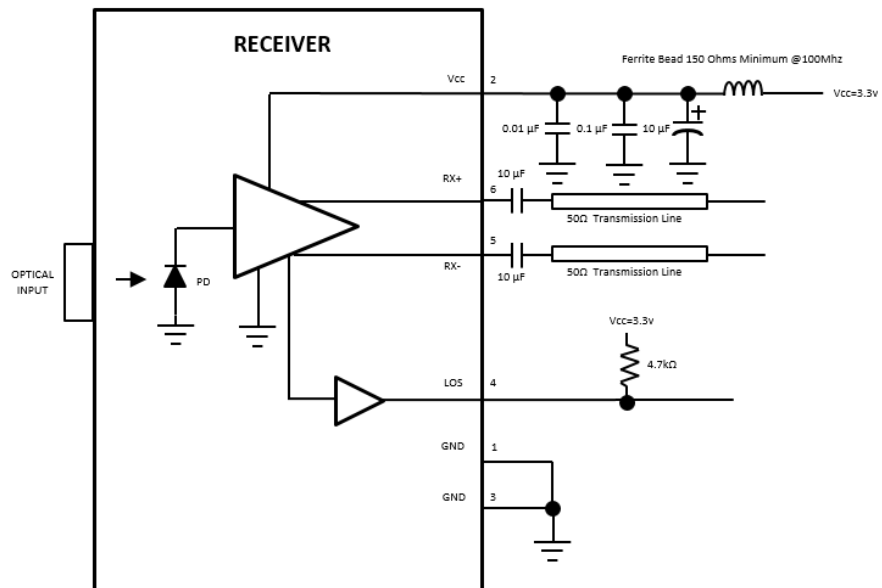 RECEIVER
Ferrite Bead 150 Ohms Minimum @100Mhz
Vcc
2
Vcc=3.3v
0.01 µF
0.1 µF
10 µF
+
10 µF
RX+
6
50Ω Transmission Line
5
RX-
10 µF
50Ω Transmission Line
OPTICAL
INPUT
PD
Vcc=3.3v
4.7kΩ
LOS
4
GND
1
GND
3